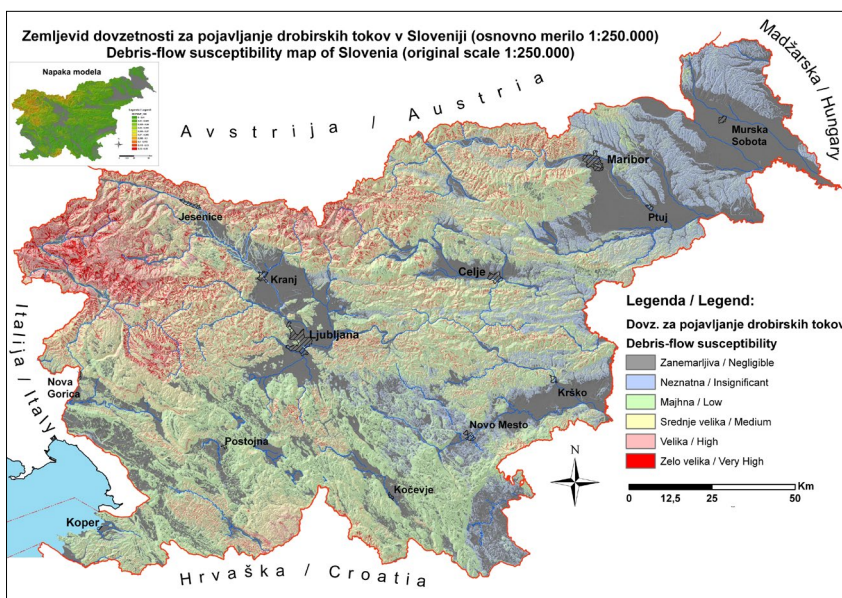 Zemljevid dovzetnosti za pojavljanje drobirskih tokov v Sloveniji (osnovno merilo 1:250.000)
Debris-flow susceptibility map of Slovenia (original scale 1:250.000)
Napaka modela
Avstrija / Austria
Madžarska / Hungary
Murska
Sobota
Maribor
Ptuj
Jesenice
Kranj
Celje
Ljubljana
Italija / Italy
Nova
Gorica
Krško
Novo Mesto
Postojna
Kočevje
Koper
Hrvaška / Croatia
Legenda / Legend:
Dovz. za pojavljanje drobirskih tokov
Debris-flow susceptibility
Zanemarljiva / Negligible
Neznatna / Insignificant
Majhna / Low
Srednje velika / Medium
Velika / High
Zelo velika / Very High
N
Km
0 12,5 25 50